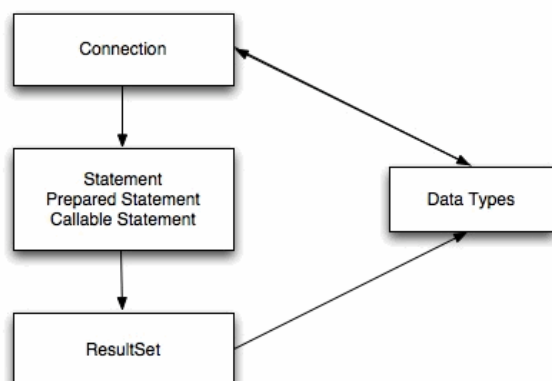 Connection
Statement
Prepared Statement
Callable Statement
Data Types
ResultSet